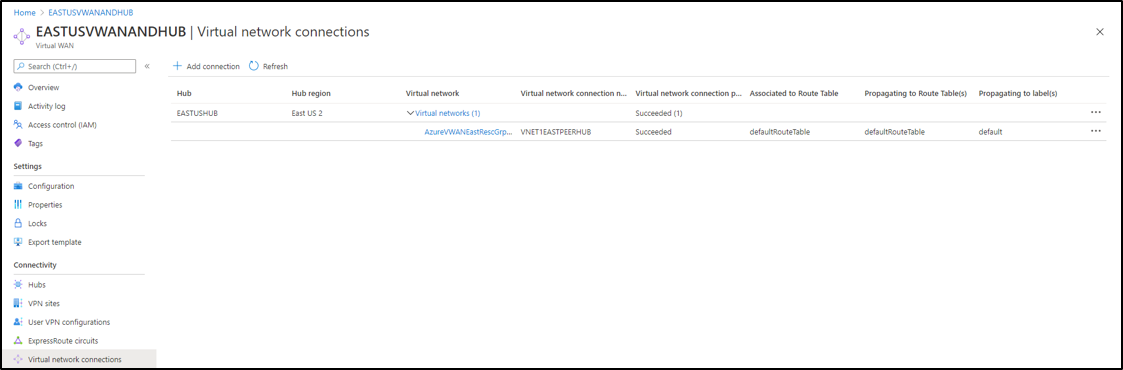 Home > EASTUSVWANANDHUB
EASTUSVWANANDHUB | Virtual network connections
Virtual WAN
Search (Ctrl+/)
«
Add connection
Refresh
Overview
Activity log
Access control (IAM)
Tags
Settings
Configuration
Properties
Locks
Export template
Connectivity
Hubs
VPN sites
User VPN configurations
ExpressRoute circuits
Virtual network connections
Hub Hub region Virtual network Virtual network connection n... Virtual network connection p... Associated to Route Table Propagating to Route Table(s) Propagating to label(s)
EASTUSHUB East US 2 Virtual networks (1) Succeeded (1) ...
AzureVWANEastRescGrp... VNET1EASTPEERHUB Succeeded defaultRouteTable defaultRouteTable default ...